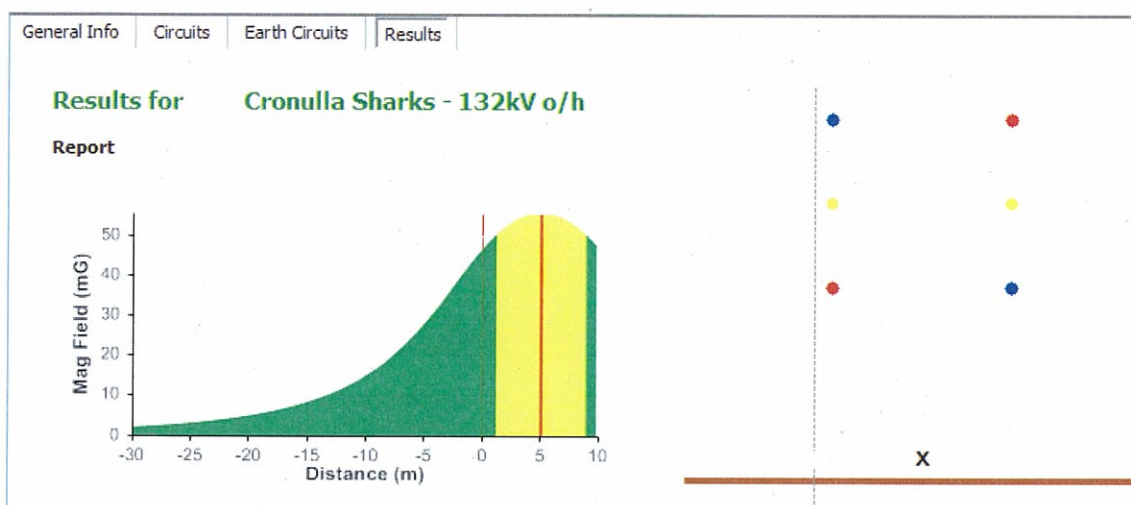 General Info Circuits Earth Circuits Results
Results for Cronulla Sharks - 132kV o/h
Report
50
40
30
20
10
0
Mag Field (mG)
-30 -25 -20 -15 -10 -5 0 5 10
Distance (m)
X